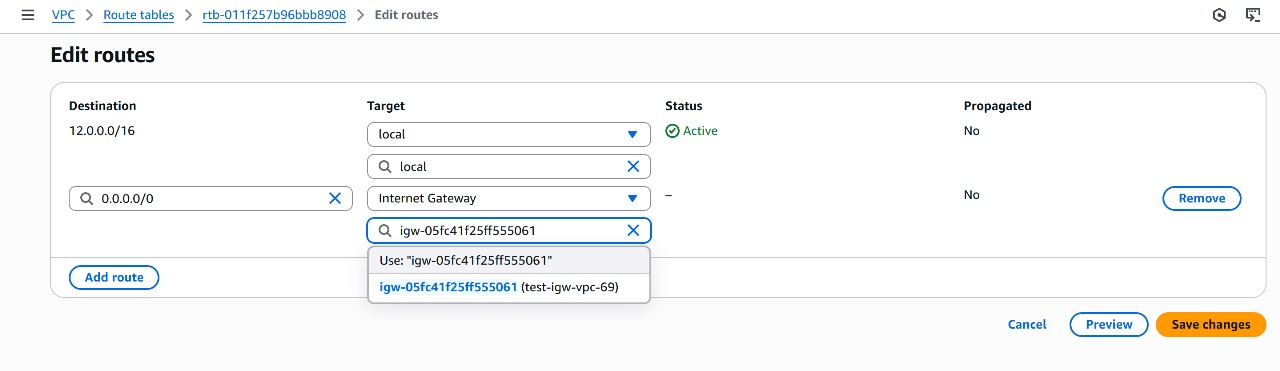 VPC > Route tables > rtb-011f257b96bbb8908 > Edit routes
Edit routes
Destination Target Status Propagated
12.0.0.0/16 local Active No
local
0.0.0.0/0 Internet Gateway – No Remove
igw-05fc41f25ff555061
Use: "igw-05fc41f25ff555061"
Add route
igw-05fc41f25ff555061 (test-igw-vpc-69)
Cancel Preview Save changes